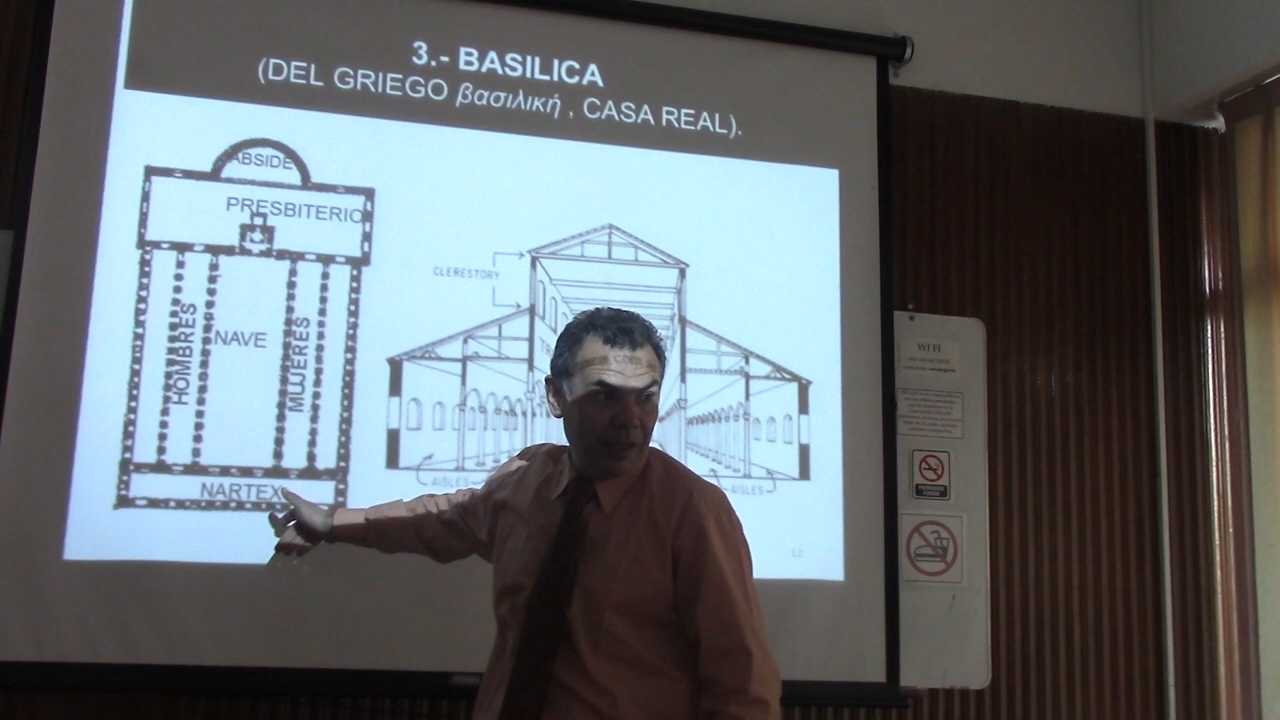 3.- BASILICA
(DEL GRIEGO βασιλική , CASA REAL).
ABSIDE
PRESBITERIO
HOMBRES
NAVE
MUJERES
NARTEX
CLERESTORY
AISLES
AISLES
12
WI FI